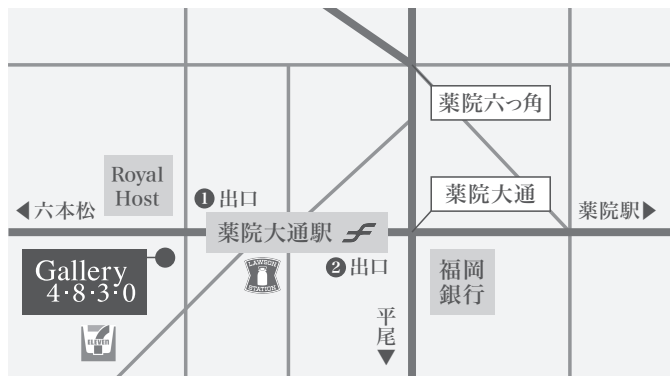 薬院六つ角
Royal
Host
❶出口
薬院大通
◀六本松
薬院駅▶
薬院大通駅
Gallery
4·8·3·0
LAWSON
STATION
❷出口
福岡
銀行
平尾▼
7
ELEVEN